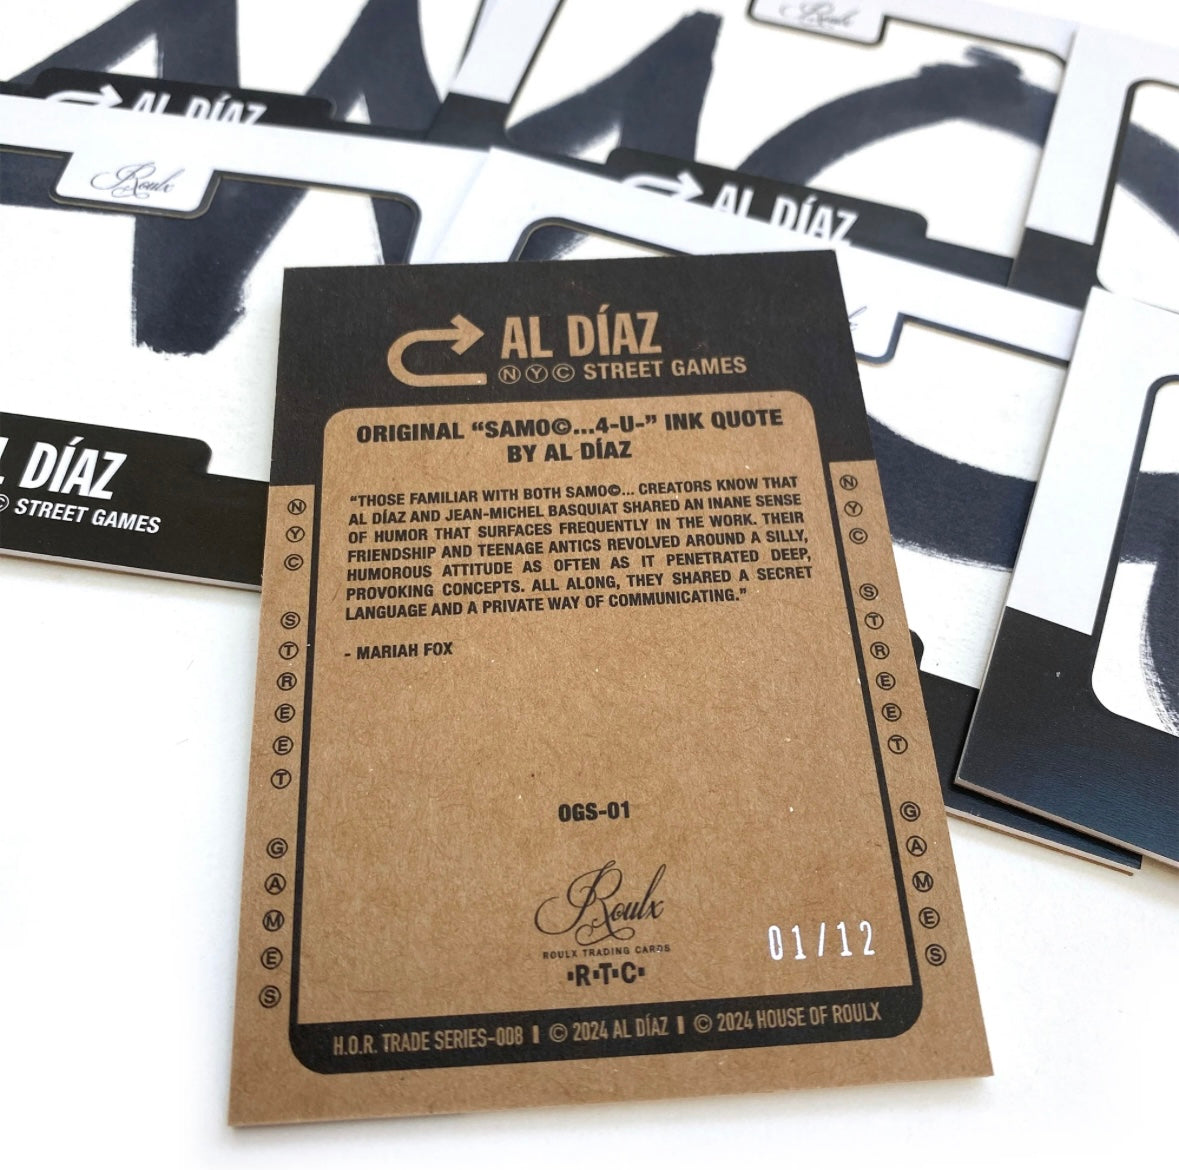 Roulx
AL DÍAZ
Roulx
AL DÍAZ
DÍAZ
© STREET GAMES
AL DÍAZ
ⓃⓎⒸ STREET GAMES
ORIGINAL “SAMO©...4-U-” INK QUOTE
BY AL DÍAZ
“THOSE FAMILIAR WITH BOTH SAMO©... CREATORS KNOW THAT
AL DÍAZ AND JEAN-MICHEL BASQUIAT SHARED AN INANE SENSE
OF HUMOR THAT SURFACES FREQUENTLY IN THE WORK. THEIR
FRIENDSHIP AND TEENAGE ANTICS REVOLVED AROUND A SILLY,
HUMOROUS ATTITUDE AS OFTEN AS IT PENETRATED DEEP,
PROVOKING CONCEPTS. ALL ALONG, THEY SHARED A SECRET
LANGUAGE AND A PRIVATE WAY OF COMMUNICATING.”
- MARIAH FOX
OGS-01
Roulx
ROULX TRADING CARDS
R·T·C
01/12
H.O.R. TRADE SERIES-008 | © 2024 AL DÍAZ | © 2024 HOUSE OF ROULX
ⓃⓎⒸ ⓈⓉⓇⒺⒺⓉ ⒼⒶⓂⒺⓈ
ⓃⓎⒸ ⓈⓉⓇⒺⒺⓉ ⒼⒶⓂⒺⓈ